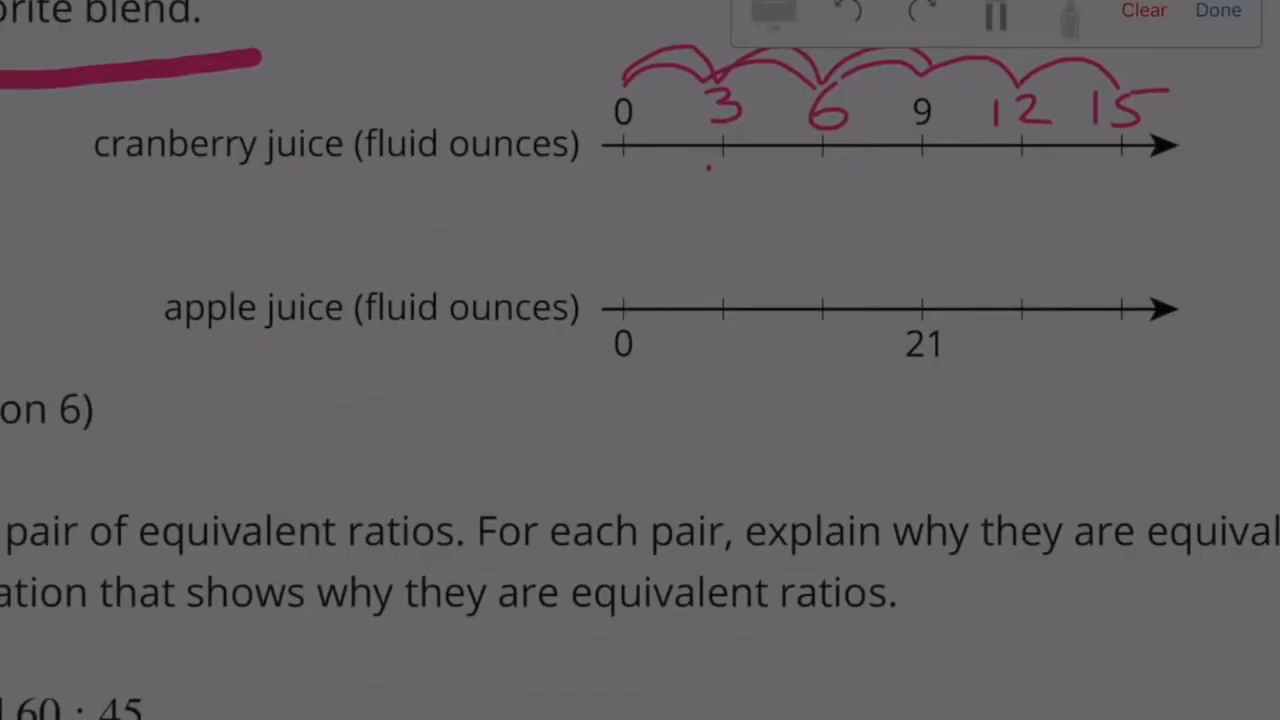 orite blend.
Clear Done
0 3 6 9 12 15
cranberry juice (fluid ounces)
apple juice (fluid ounces)
0 21
on 6)
pair of equivalent ratios. For each pair, explain why they are equival
ation that shows why they are equivalent ratios.
160 : 45